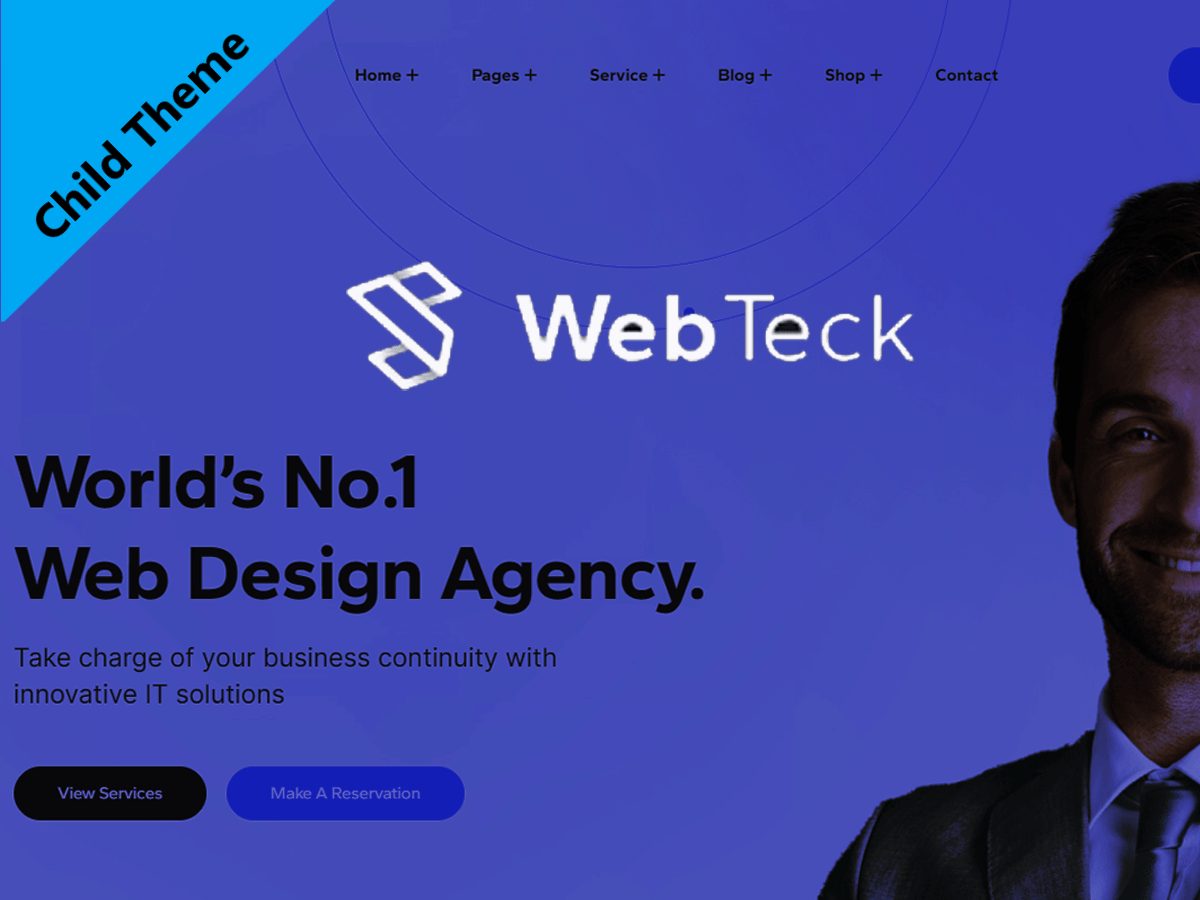 Child Theme
Home + Pages + Service + Blog + Shop + Contact
WebTeck
World's No.1
Web Design Agency.
Take charge of your business continuity with
innovative IT solutions
View Services Make A Reservation